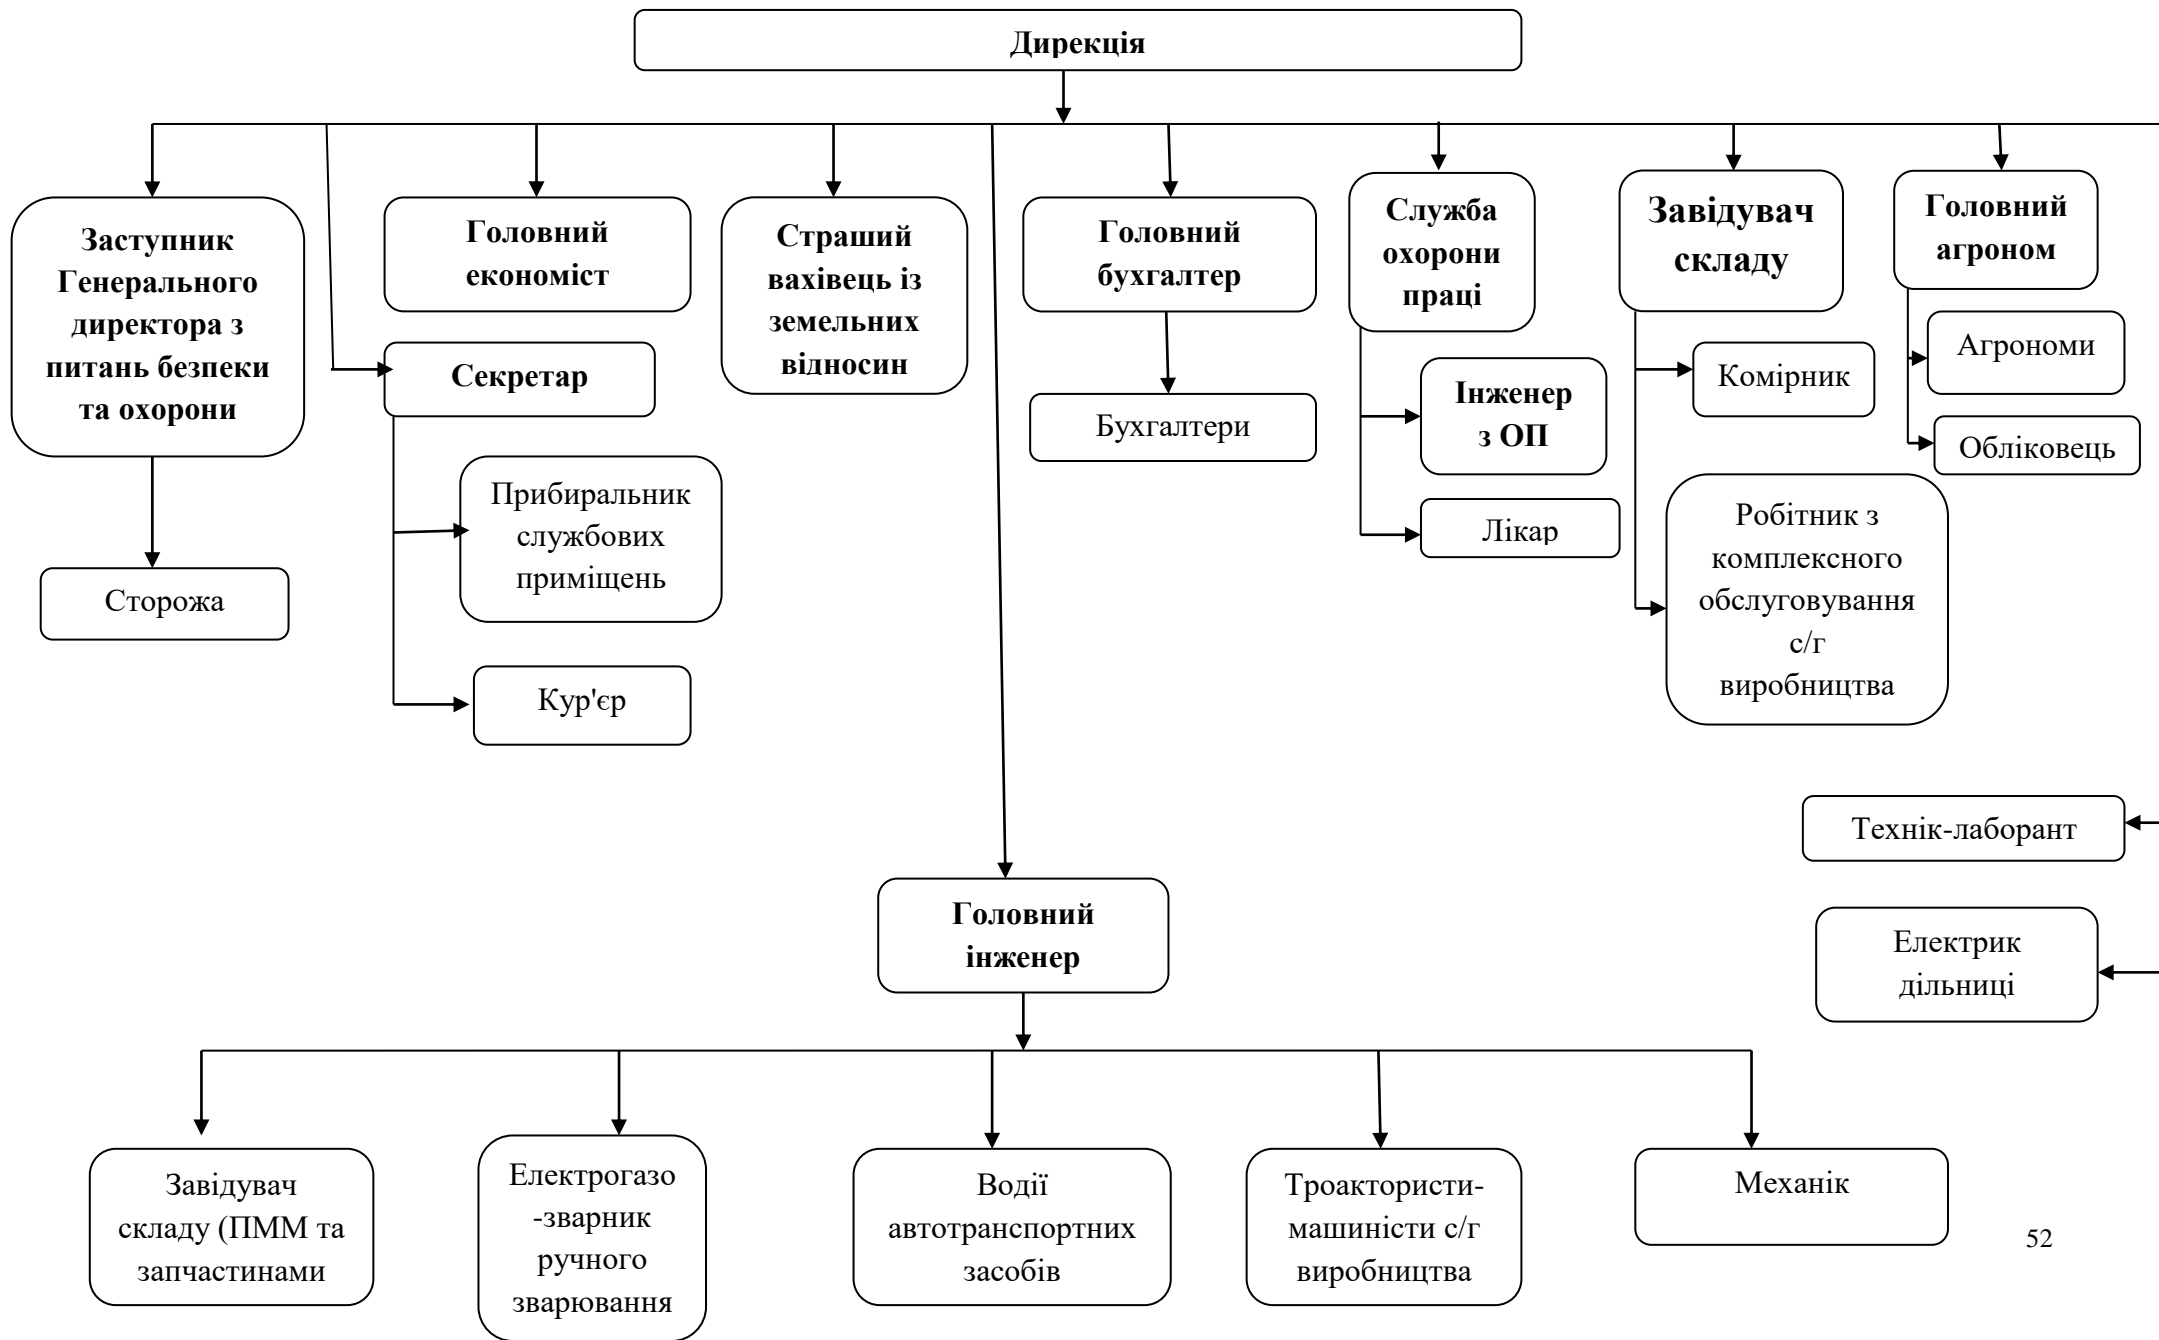 Дирекція
Заступник
Генерального
директора з
питань безпеки
та охорони
Головний
економіст
Страший
вахівець із
земельних
відносин
Головний
бухгалтер
Служба
охорони
праці
Завідувач
складу
Головний
агроном
Секретар
Бухгалтери
Інженер
з ОП
Комірник
Агрономи
Обліковець
Прибиральник
службових
приміщень
Лікар
Робітник з
комплексного
обслуговування
с/г
виробництва
Сторожа
Кур'єр
Технік-лаборант
Головний
інженер
Електрик
дільниці
Завідувач
складу (ПММ та
запчастинами
Електрогазо
-зварник
ручного
зварювання
Водії
автотранспортних
засобів
Троактористи-
машиністи с/г
виробництва
Механік
52